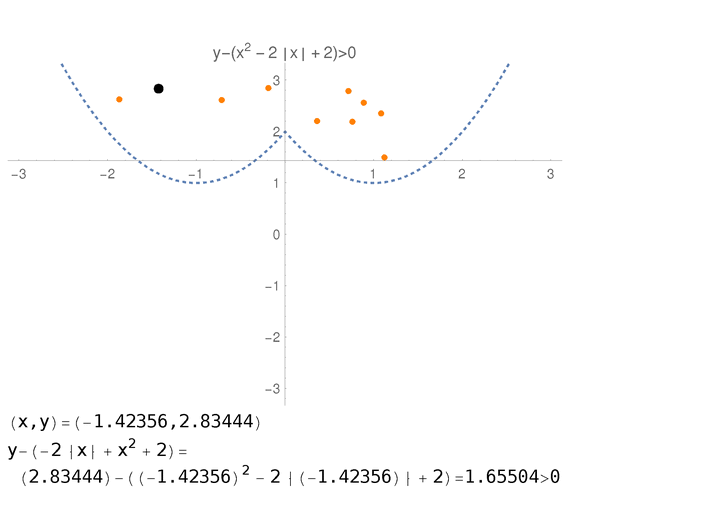 y−(x² − 2 |x| + 2)>0
3
2
−3 −2 −1 1 2 3
1
0
−1
−2
−3
(x,y)=(−1.42356,2.83444)
y−(−2 |x| + x² + 2)=
(2.83444)−((−1.42356)² − 2 |(−1.42356)| + 2)=1.65504>0